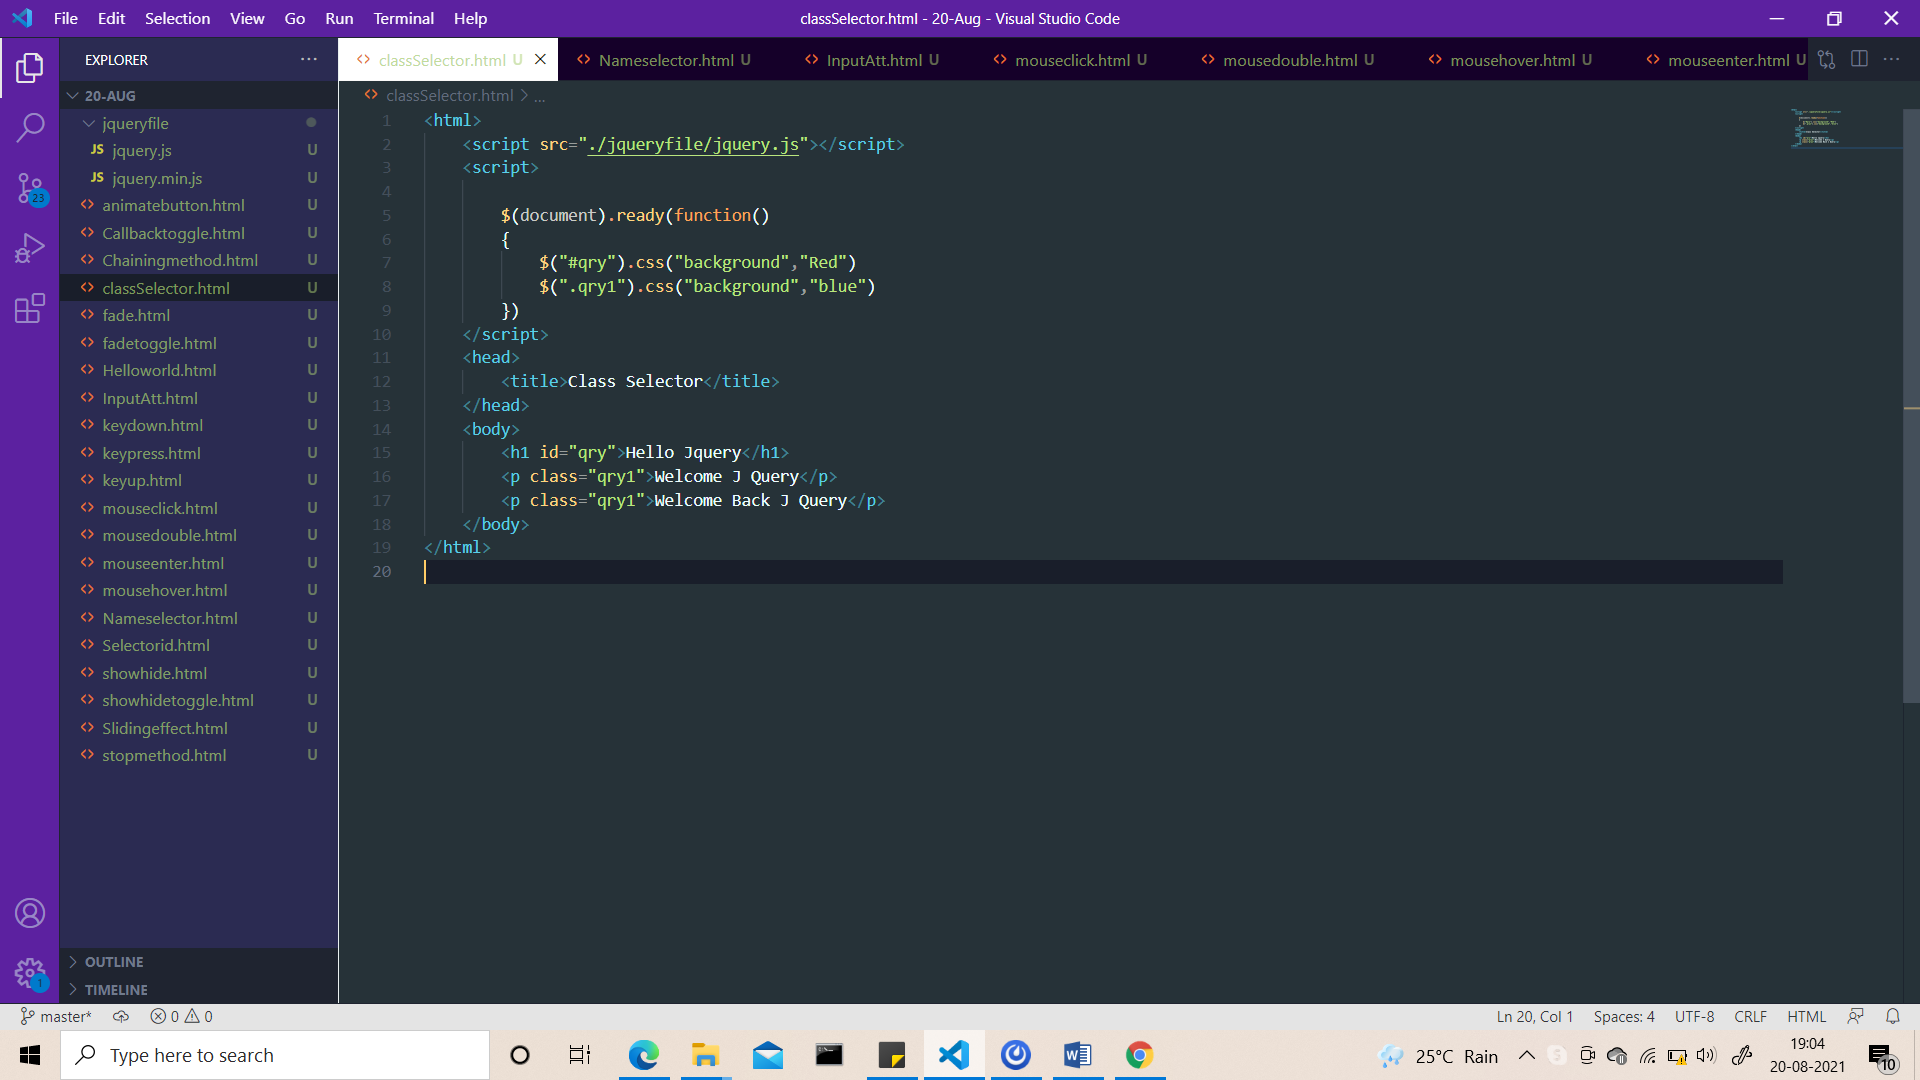 File Edit Selection View Go Run Terminal Help
classSelector.html - 20-Aug - Visual Studio Code
EXPLORER
classSelector.html U
Nameselector.html U
InputAtt.html U
mouseclick.html U
mousedouble.html U
mousehover.html U
mouseenter.html U
20-AUG
jqueryfile
JS jquery.js U
JS jquery.min.js U
animatebutton.html U
Callbacktoggle.html U
Chainingmethod.html U
classSelector.html U
fade.html U
fadetoggle.html U
Helloworld.html U
InputAtt.html U
keydown.html U
keypress.html U
keyup.html U
mouseclick.html U
mousedouble.html U
mouseenter.html U
mousehover.html U
Nameselector.html U
Selectorid.html U
showhide.html U
showhidetoggle.html U
Slidingeffect.html U
stopmethod.html U
OUTLINE
TIMELINE
23
1
classSelector.html > ...
1 <html>
2 <script src="./jqueryfile/jquery.js"></script>
3 <script>
4
5 $(document).ready(function()
6 {
7 $("#qry").css("background","Red")
8 $(".qry1").css("background","blue")
9 })
10 </script>
11 <head>
12 <title>Class Selector</title>
13 </head>
14 <body>
15 <h1 id="qry">Hello Jquery</h1>
16 <p class="qry1">Welcome J Query</p>
17 <p class="qry1">Welcome Back J Query</p>
18 </body>
19 </html>
20
master* 0 0
Ln 20, Col 1 Spaces: 4 UTF-8 CRLF HTML
Type here to search
25°C Rain
19:04
20-08-2021
10